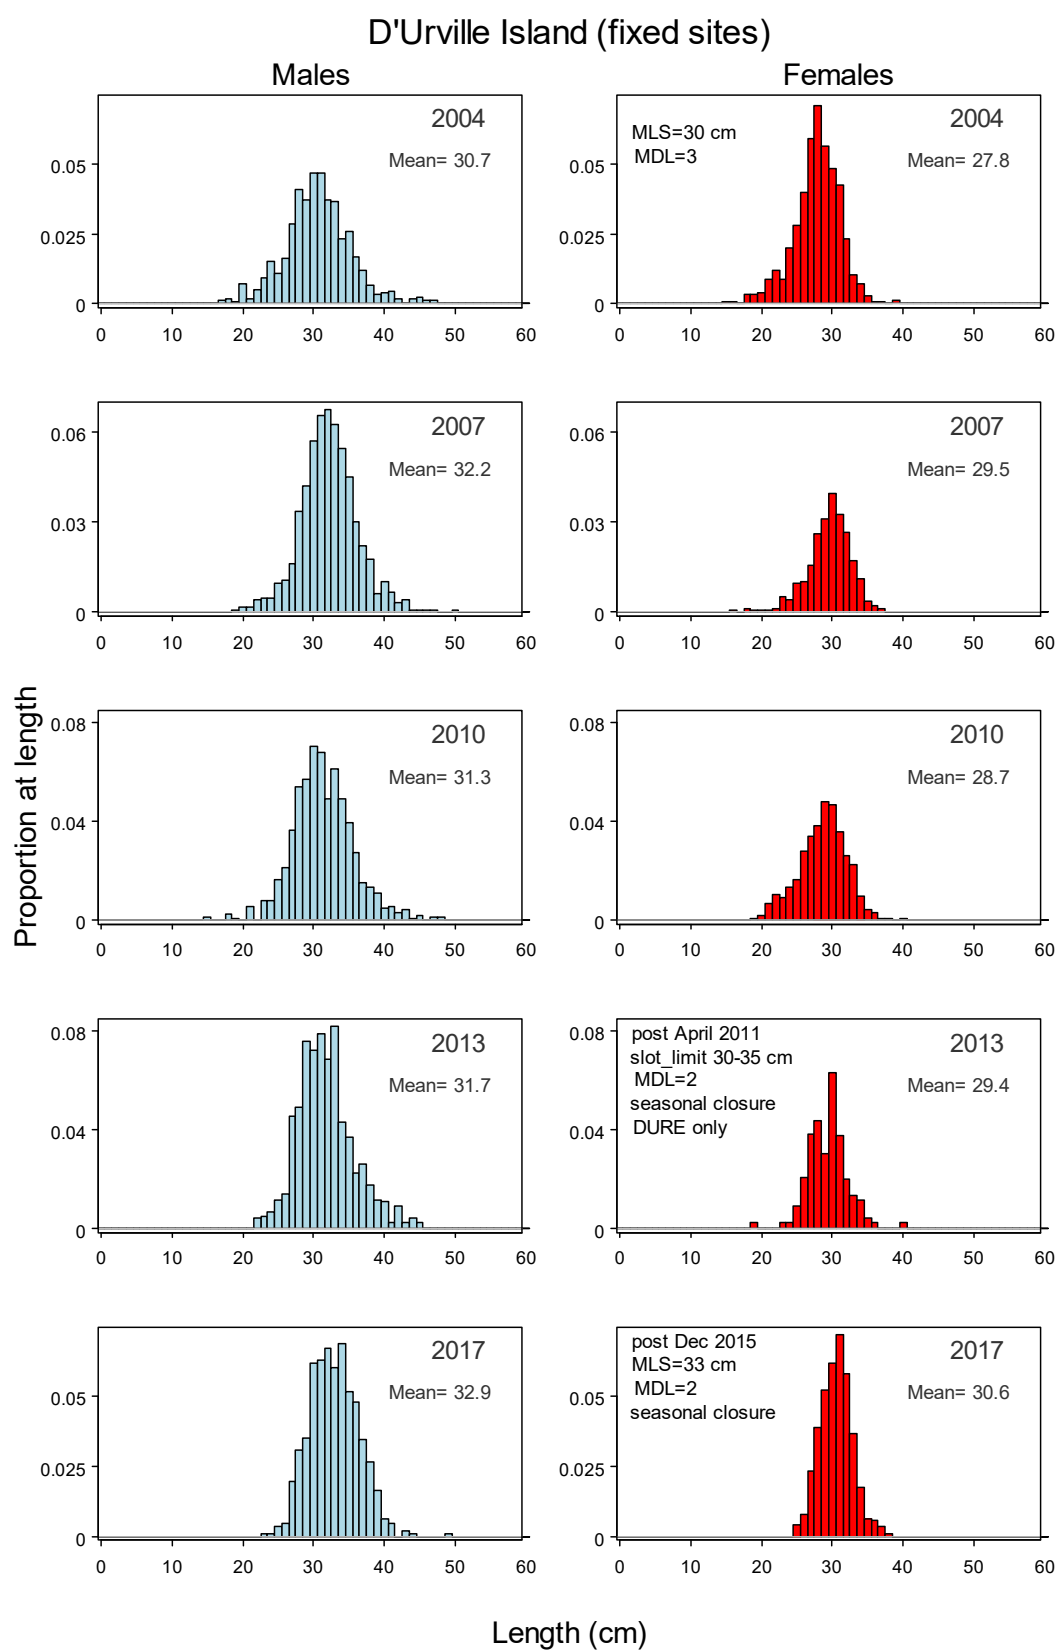 D'Urville Island (fixed sites)
Males
Females
2004
Mean= 30.7
0.05
0.025
0
0 10 20 30 40 50 60
MLS=30 cm
MDL=3
2004
Mean= 27.8
0.05
0.025
0
0 10 20 30 40 50 60
2007
Mean= 32.2
0.06
0.03
0
0 10 20 30 40 50 60
2007
Mean= 29.5
0.06
0.03
0
0 10 20 30 40 50 60
Proportion at length
2010
Mean= 31.3
0.08
0.04
0
0 10 20 30 40 50 60
2010
Mean= 28.7
0.08
0.04
0
0 10 20 30 40 50 60
2013
Mean= 31.7
0.08
0.04
0
0 10 20 30 40 50 60
post April 2011
slot_limit 30-35 cm
MDL=2
seasonal closure
DURE only
2013
Mean= 29.4
0.08
0.04
0
0 10 20 30 40 50 60
2017
Mean= 32.9
0.05
0.025
0
0 10 20 30 40 50 60
post Dec 2015
MLS=33 cm
MDL=2
seasonal closure
2017
Mean= 30.6
0.05
0.025
0
0 10 20 30 40 50 60
Length (cm)